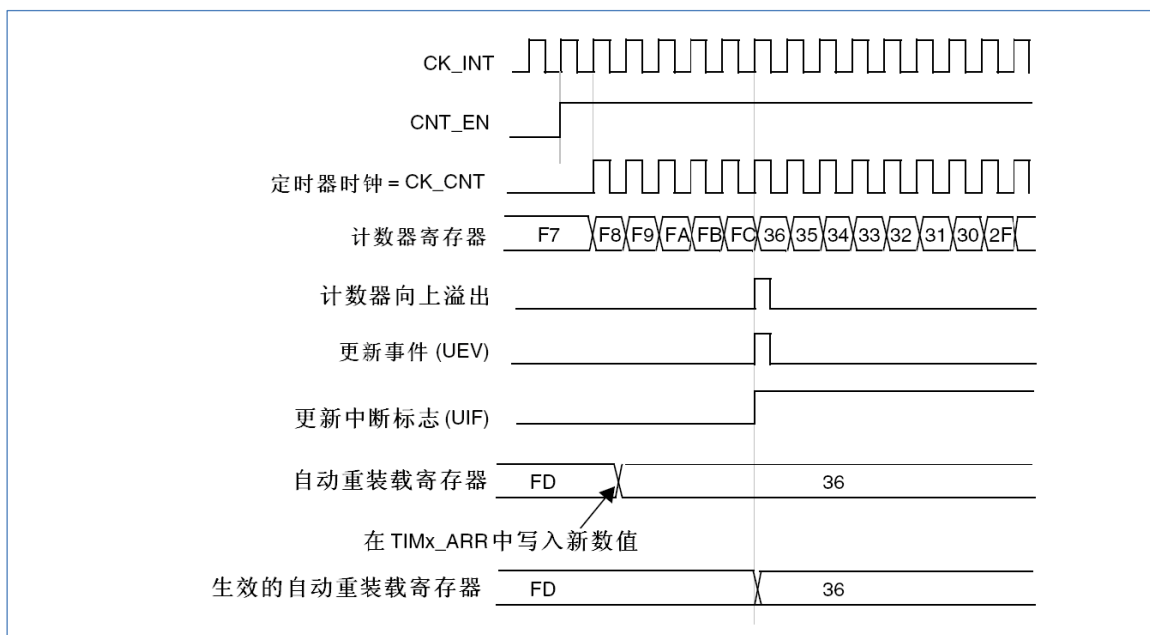 CK_INT
CNT_EN
定时器时钟 = CK_CNT
计数器寄存器 F7 F8 F9 FA FB FC 36 35 34 33 32 31 30 2F
计数器向上溢出
更新事件 (UEV)
更新中断标志 (UIF)
自动重装载寄存器 FD 36
在 TIMx_ARR 中写入新数值
生效的自动重装载寄存器 FD 36